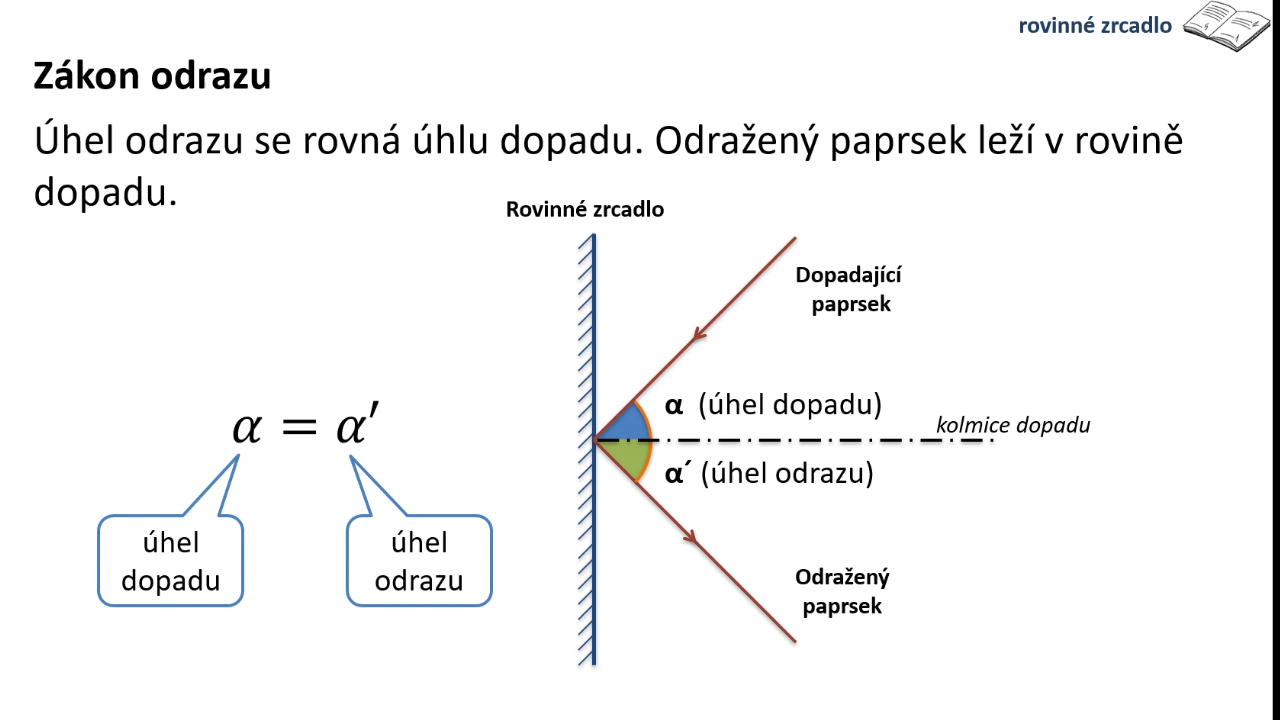 rovinné zrcadlo
Zákon odrazu
Úhel odrazu se rovná úhlu dopadu. Odražený paprsek leží v rovině
dopadu.
Rovinné zrcadlo
Dopadající
paprsek
α (úhel dopadu)
kolmice dopadu
α = α′
α´ (úhel odrazu)
úhel
dopadu
úhel
odrazu
Odražený
paprsek